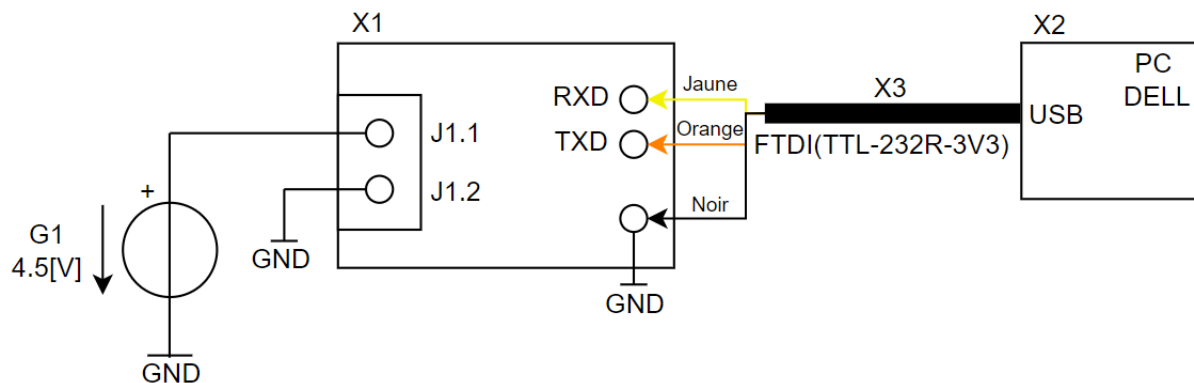 X1
X2
PC
DELL
RXD
Jaune
X3
USB
J1.1
TXD
Orange
FTDI(TTL-232R-3V3)
J1.2
+
Noir
G1
4.5[V]
GND
GND
GND